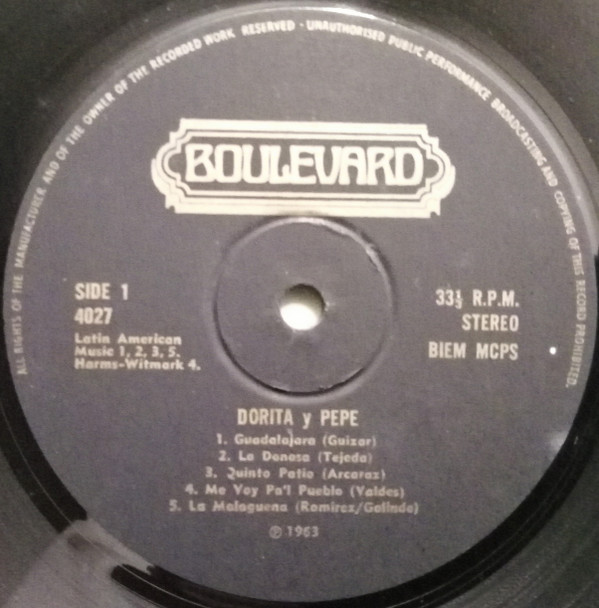 ALL RIGHTS OF THE MANUFACTURER AND OF THE OWNER OF THE RECORDED WORK RESERVED · UNAUTHORISED PUBLIC PERFORMANCE BROADCASTING AND COPYING OF THIS RECORD PROHIBITED.
BOULEVARD
SIDE 1
4027
Latin American
Music 1, 2, 3, 5.
Harms-Witmark 4.
33⅓ R.P.M.
STEREO
BIEM MCPS
DORITA y PEPE
1. Guadalajara (Guizar)
2. La Donosa (Tejeda)
3. Quinto Patio (Arcaraz)
4. Me Voy Pa'l Pueblo (Valdes)
5. La Malaguena (Ramirez/Galindo)
℗ 1963